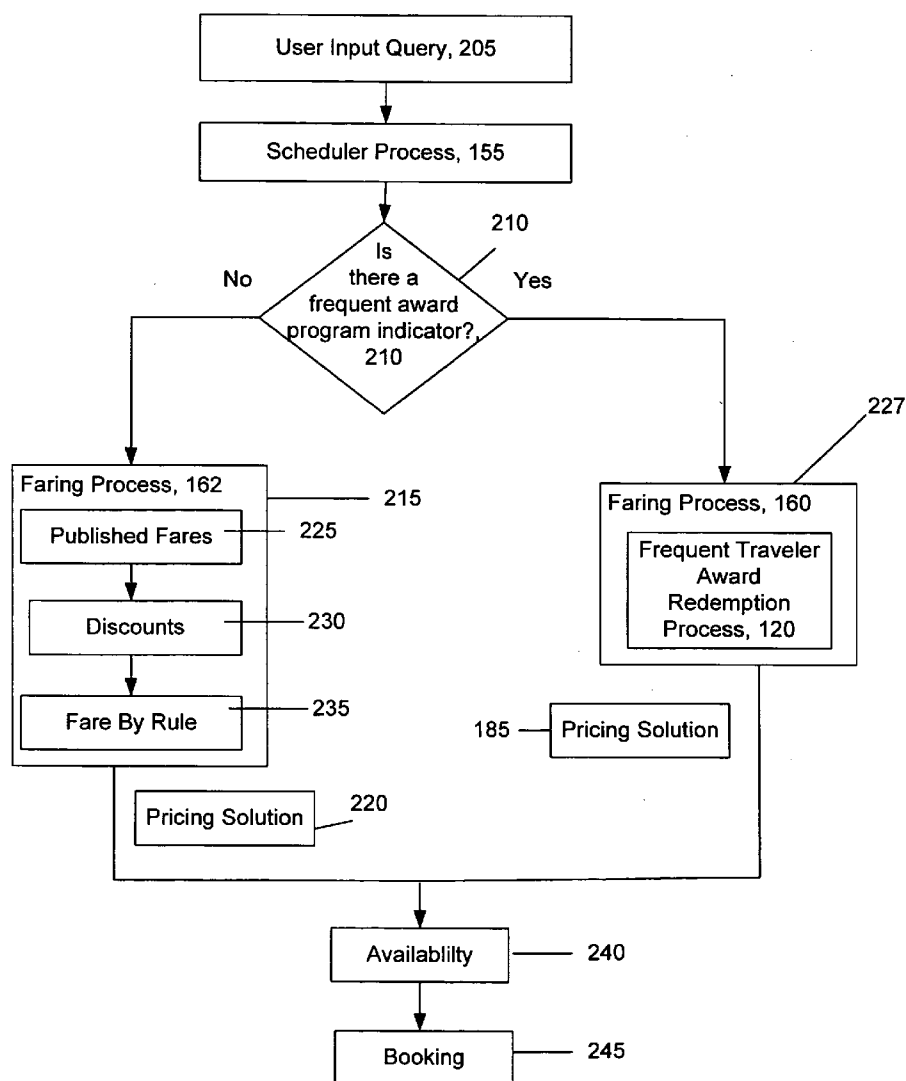 User Input Query, 205
Scheduler Process, 155
210
Is
there a
frequent award
program indicator?,
210
No
Yes
227
Faring Process, 162
215
Published Fares
225
Discounts
230
Fare By Rule
235
Faring Process, 160
Frequent Traveler
Award
Redemption
Process, 120
185
Pricing Solution
220
Pricing Solution
Availablilty
240
Booking
245